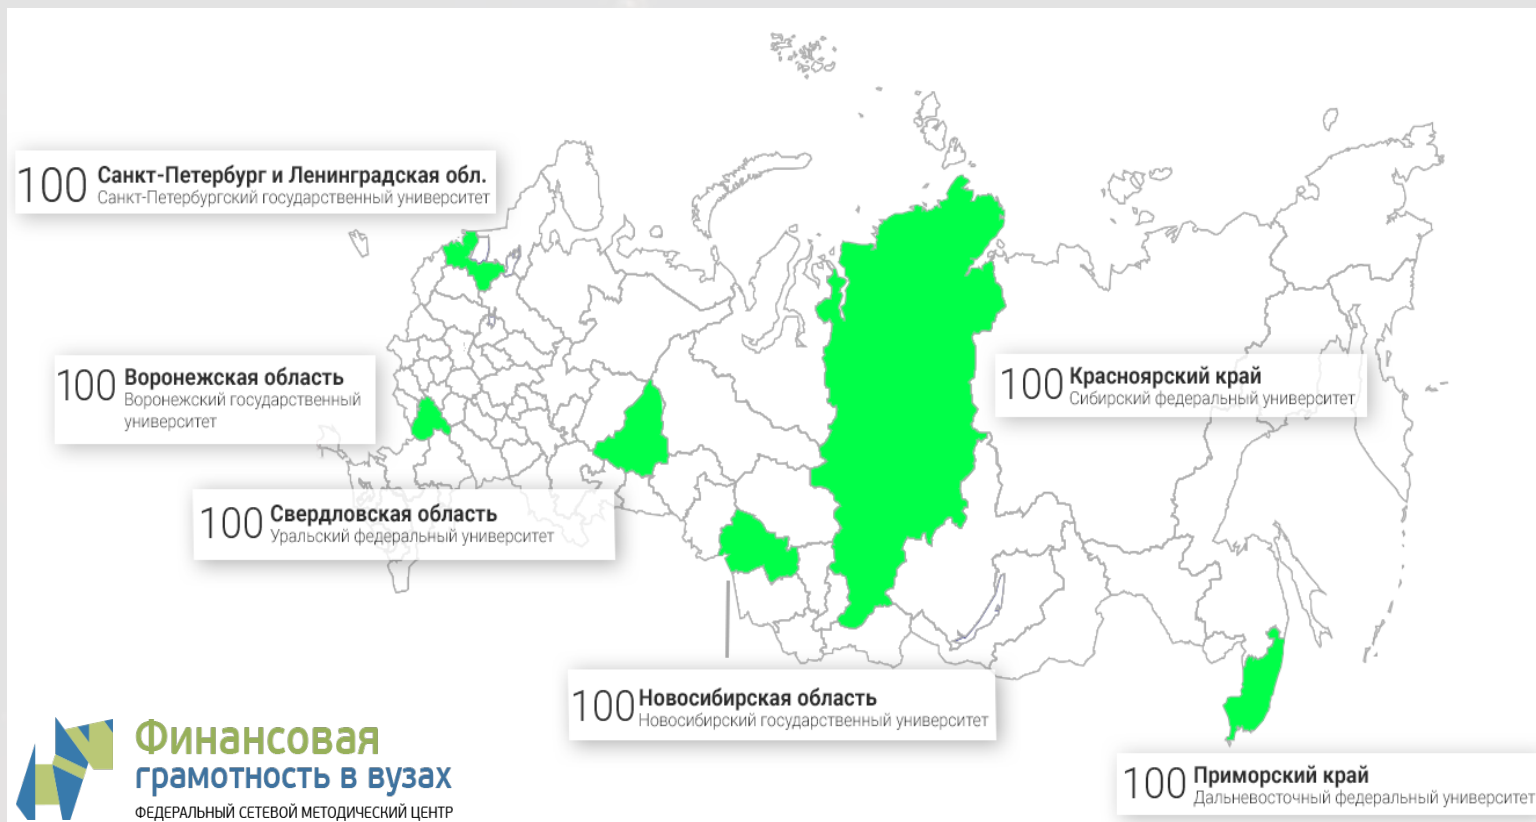 100 Санкт-Петербург и Ленинградская обл.
Санкт-Петербургский государственный университет
100 Воронежская область
Воронежский государственный
университет
100 Красноярский край
Сибирский федеральный университет
100 Свердловская область
Уральский федеральный университет
100 Новосибирская область
Новосибирский государственный университет
100 Приморский край
Дальневосточный федеральный университет
Финансовая
грамотность в вузах
ФЕДЕРАЛЬНЫЙ СЕТЕВОЙ МЕТОДИЧЕСКИЙ ЦЕНТР